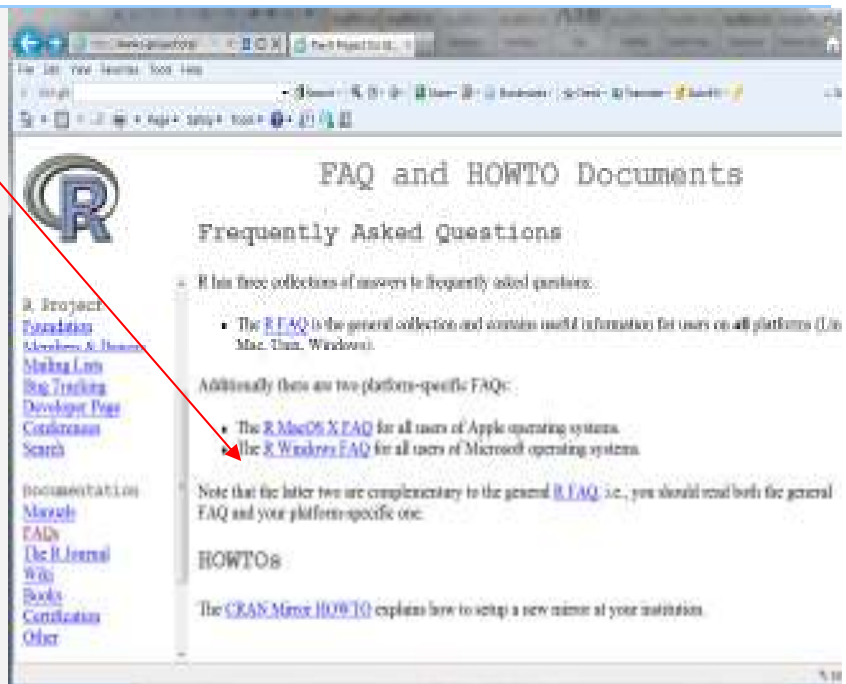 File Edit View Favorites Tools Help
Page Safety Tools
R
FAQ and HOWTO Documents
Frequently Asked Questions
R has three collections of answers to frequently asked questions:
• The R FAQ is the general collection and contains useful information for users on all platforms (Lin
Mac, Unix, Windows).
Additionally there are two platform-specific FAQs:
• The R MacOS X FAQ for all users of Apple operating systems.
• The R Windows FAQ for all users of Microsoft operating systems.
Note that the latter two are complementary to the general R FAQ, i.e., you should read both the general
FAQ and your platform-specific one.
HOWTOs
The CRAN Mirror HOWTO explains how to setup a new mirror at your institution.
R Project
Foundation
Members & Donors
Mailing Lists
Bug Tracking
Developer Page
Conferences
Search
Documentation
Manuals
FAQs
The R Journal
Wiki
Books
Certification
Other